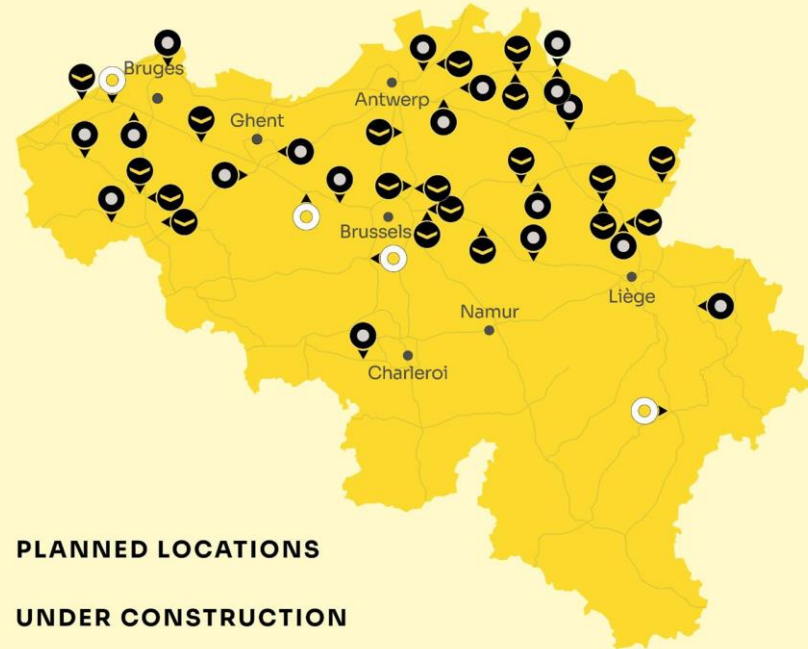 Bruges
Antwerp
Ghent
Brussels
Liège
Namur
Charleroi
PLANNED LOCATIONS
UNDER CONSTRUCTION